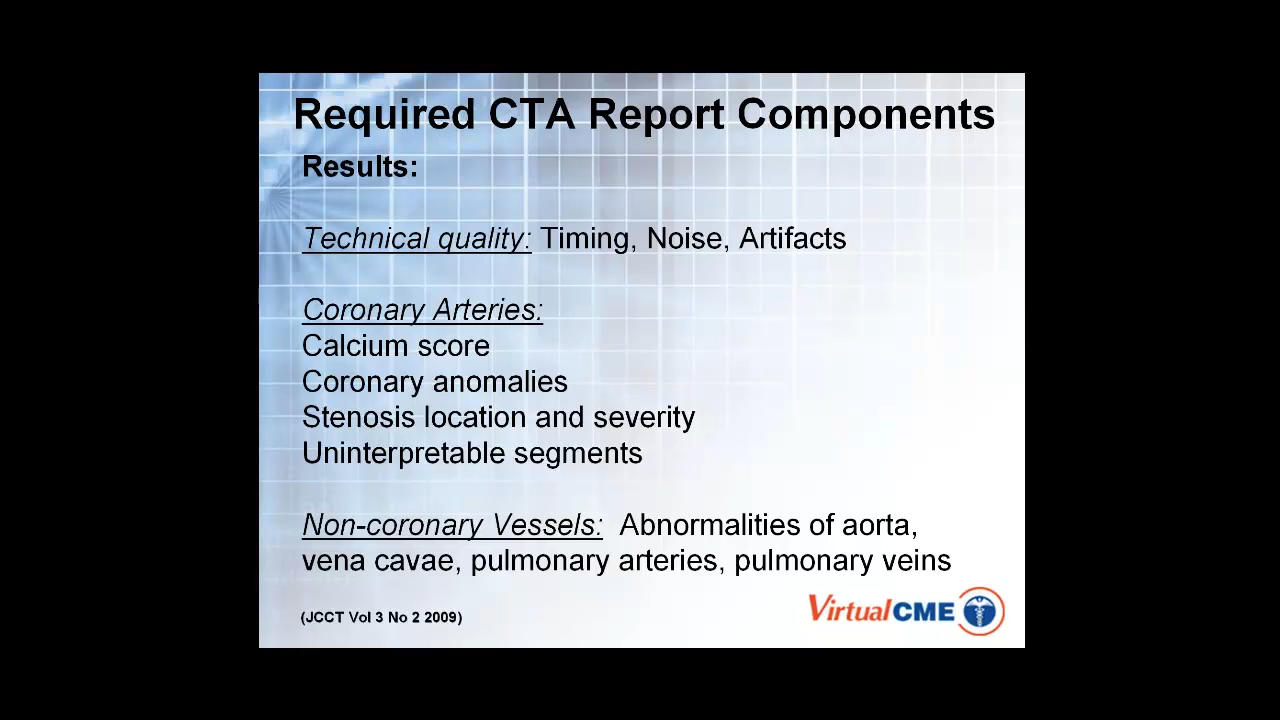 Required CTA Report Components
Results:
Technical quality: Timing, Noise, Artifacts
Coronary Arteries:
Calcium score
Coronary anomalies
Stenosis location and severity
Uninterpretable segments
Non-coronary Vessels: Abnormalities of aorta,
vena cavae, pulmonary arteries, pulmonary veins
(JCCT Vol 3 No 2 2009)
VirtualCME